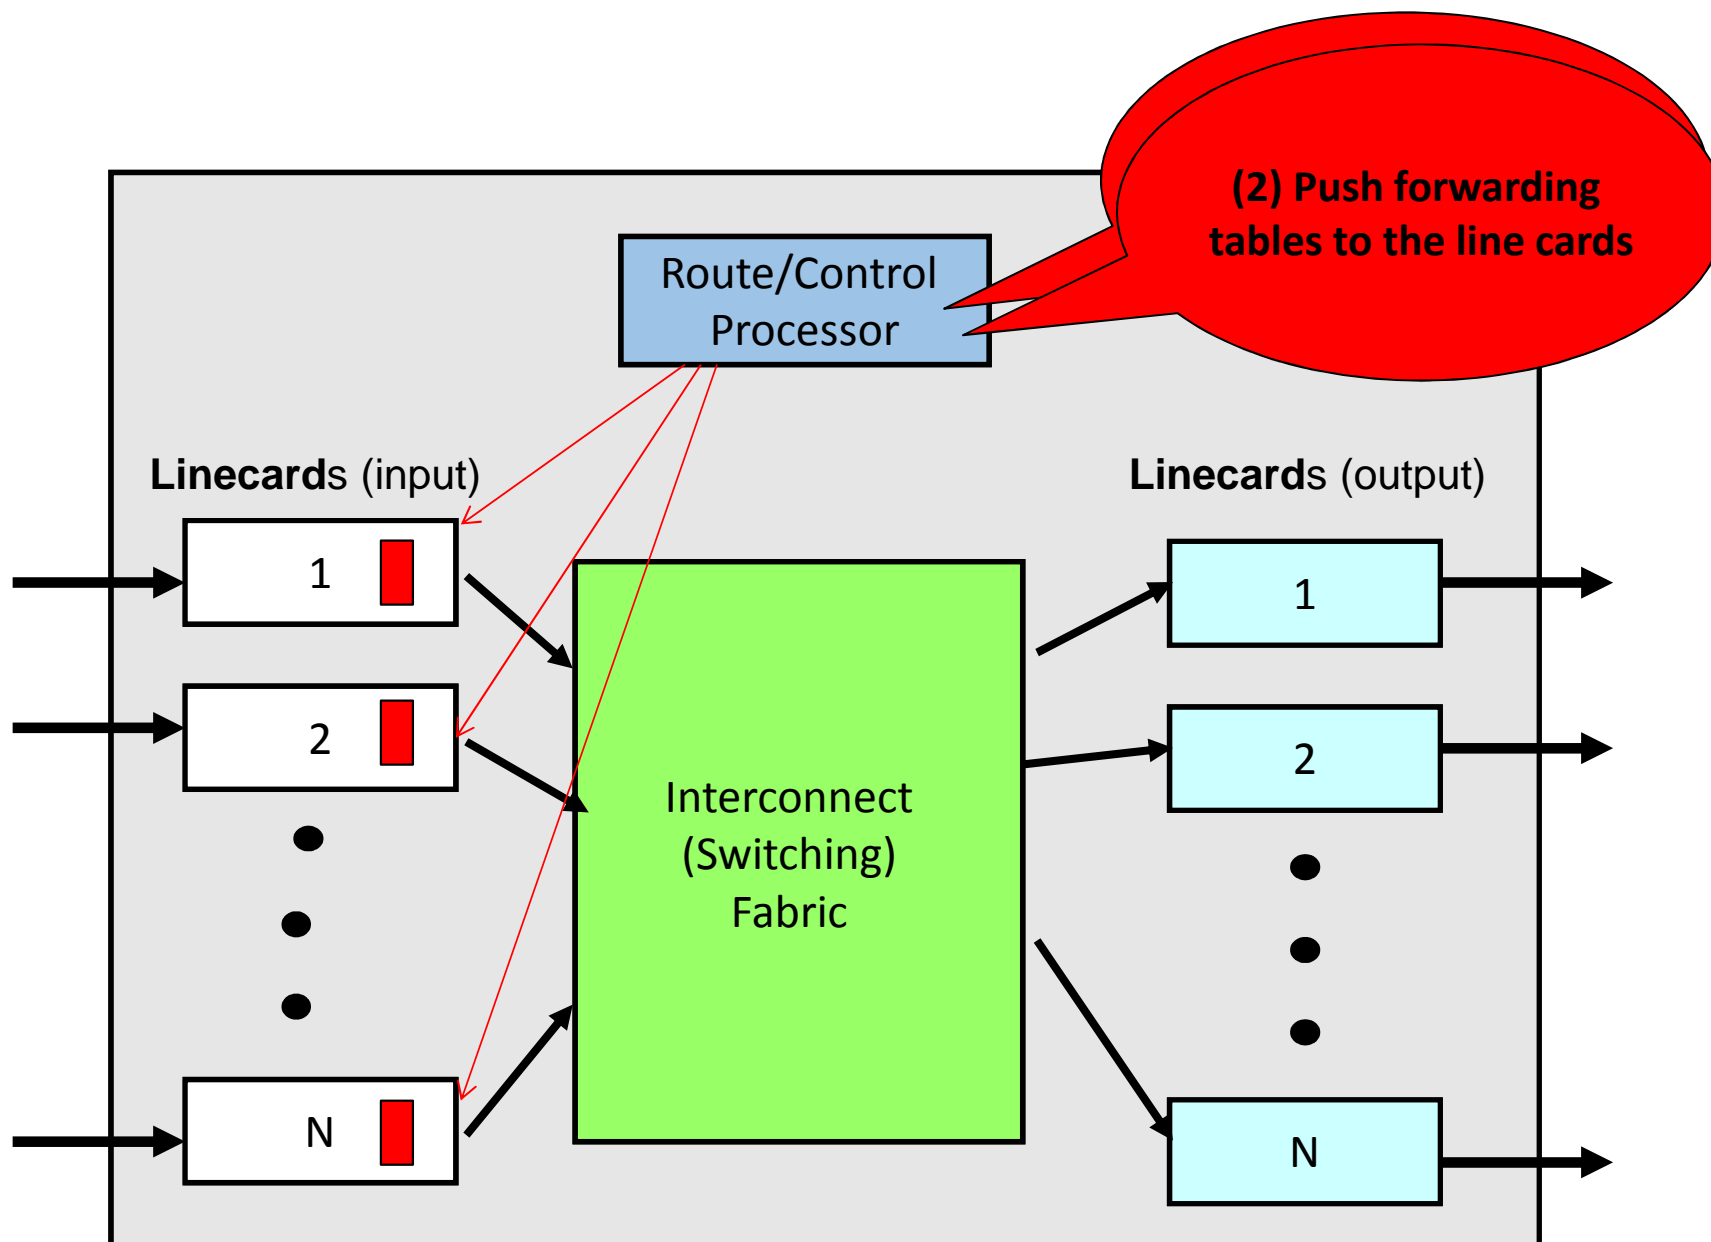 (2) Push forwarding
tables to the line cards
Route/Control
Processor
Linecards (input)
Linecards (output)
1
2
N
Interconnect
(Switching)
Fabric
1
2
N